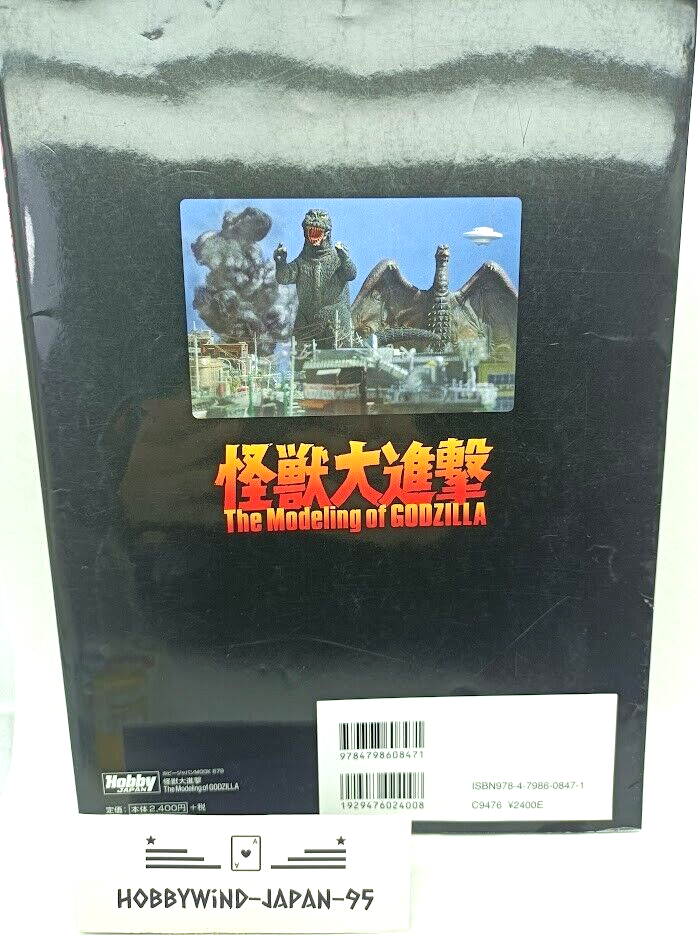 怪獣大進撃
The Modeling of GODZILLA
9784798608471
1929476024008
ISBN978-4-7986-0847-1
C9476 ¥2400E
Hobby
JAPAN
ホビージャパンMOOK 679
怪獣大進撃
The Modeling of GODZILLA
定価:本体2,400円+税
A
A
HOBBYWiND-JAPAN-95